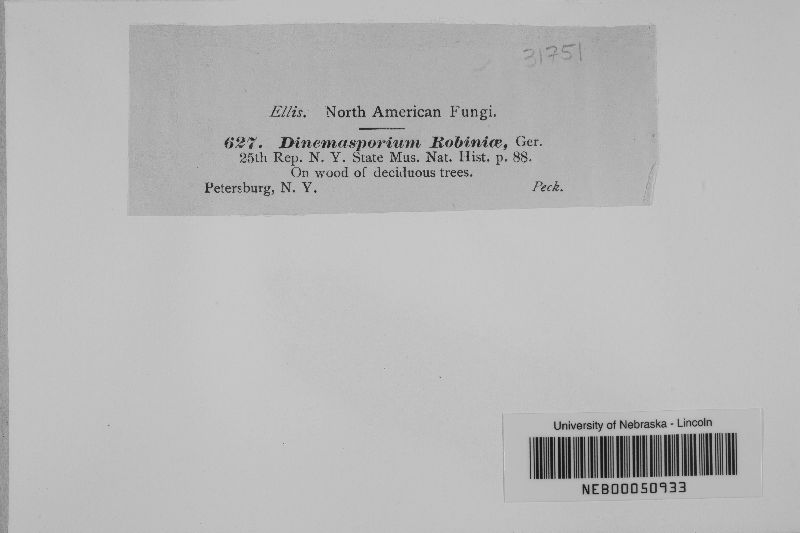 31751
Ellis. North American Fungi.
627. Dinemasporium Robiniæ, Ger.
25th Rep. N. Y. State Mus. Nat. Hist. p. 88.
On wood of deciduous trees.
Petersburg, N. Y. Peck.
University of Nebraska - Lincoln
NEB00050933